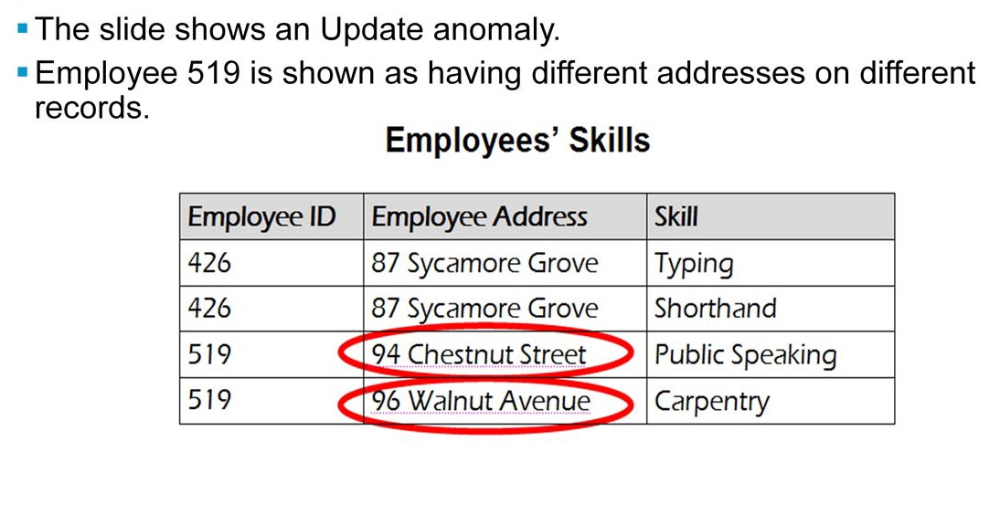 ▪ The slide shows an Update anomaly.
▪ Employee 519 is shown as having different addresses on different
records.
Employees’ Skills
Employee ID Employee Address Skill
426 87 Sycamore Grove Typing
426 87 Sycamore Grove Shorthand
519 94 Chestnut Street Public Speaking
519 96 Walnut Avenue Carpentry